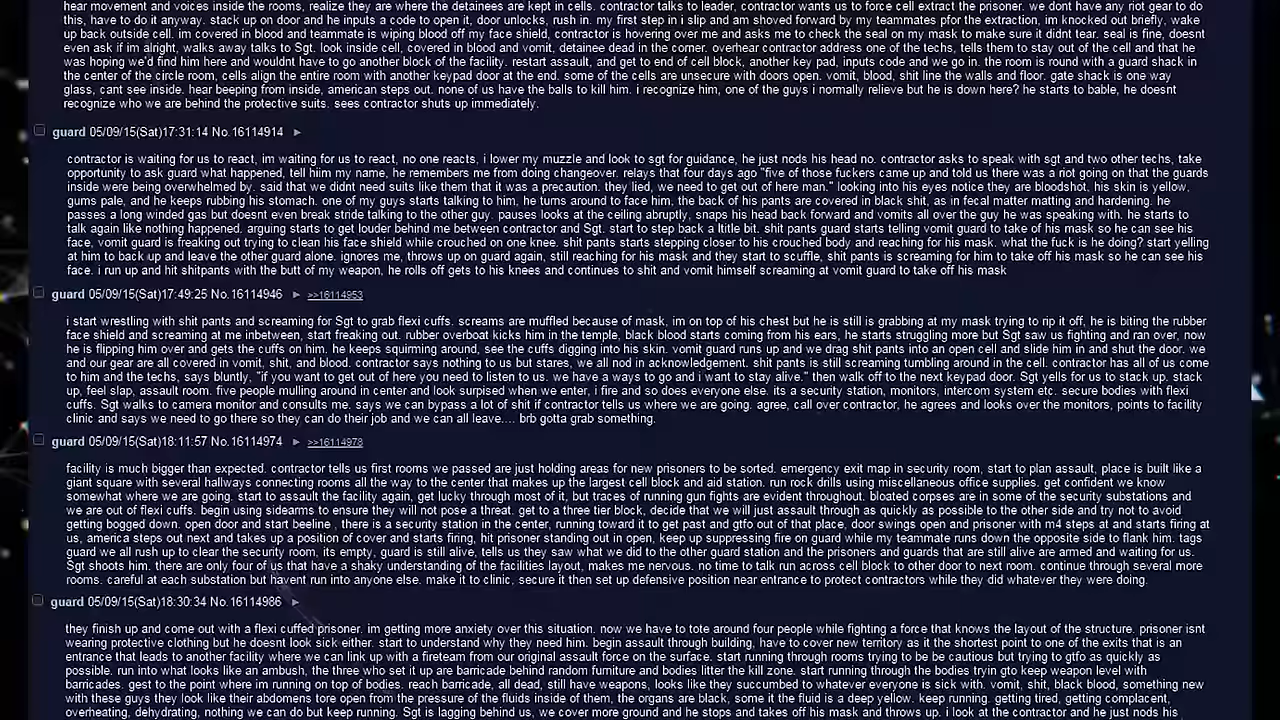 hear movement and voices inside the rooms, realize they are where the detainees are kept in cells. contractor talks to leader, contractor wants us to force cell extract the prisoner. we dont have any riot gear to do
this, have to do it anyway. stack up on door and he inputs a code to open it, door unlocks, rush in. my first step in i slip and am shoved forward by my teammates pfor the extraction, im knocked out briefly, wake
up back outside cell. im covered in blood and teammate is wiping blood off my face shield, contractor is hovering over me and asks me to check the seal on my mask to make sure it didnt tear. seal is fine, doesnt
even ask if im alright, walks away talks to Sgt. look inside cell, covered in blood and vomit, detainee dead in the corner. overhear contractor address one of the techs, tells them to stay out of the cell and that he
was hoping we'd find him here and wouldnt have to go another block of the facility. restart assault, and get to end of cell block, another key pad, inputs code and we go in. the room is round with a guard shack in
the center of the circle room, cells align the entire room with another keypad door at the end. some of the cells are unsecure with doors open. vomit, blood, shit line the walls and floor. gate shack is one way
glass, cant see inside. hear beeping from inside, american steps out. none of us have the balls to kill him. i recognize him, one of the guys i normally relieve but he is down here? he starts to bable, he doesnt
recognize who we are behind the protective suits. sees contractor shuts up immediately.
guard 05/09/15(Sat)17:31:14 No.16114914 ►
contractor is waiting for us to react, im waiting for us to react, no one reacts, i lower my muzzle and look to sgt for guidance, he just nods his head no. contractor asks to speak with sgt and two other techs, take
opportunity to ask guard what happened, tell hiim my name, he remembers me from doing changeover. relays that four days ago "five of those fuckers came up and told us there was a riot going on that the guards
inside were being overwhelmed by. said that we didnt need suits like them that it was a precaution. they lied, we need to get out of here man." looking into his eyes notice they are bloodshot, his skin is yellow,
gums pale, and he keeps rubbing his stomach. one of my guys starts talking to him, he turns around to face him, the back of his pants are covered in black shit, as in fecal matter matting and hardening. he
passes a long winded gas but doesnt even break stride talking to the other guy. pauses looks at the ceiling abruptly, snaps his head back forward and vomits all over the guy he was speaking with. he starts to
talk again like nothing happened. arguing starts to get louder behind me between contractor and Sgt. start to step back a ltitle bit. shit pants guard starts telling vomit guard to take of his mask so he can see his
face, vomit guard is freaking out trying to clean his face shield while crouched on one knee. shit pants starts stepping closer to his crouched body and reaching for his mask. what the fuck is he doing? start yelling
at him to back up and leave the other guard alone. ignores me, throws up on guard again, still reaching for his mask and they start to scuffle, shit pants is screaming for him to take off his mask so he can see his
face. i run up and hit shitpants with the butt of my weapon, he rolls off gets to his knees and continues to shit and vomit himself screaming at vomit guard to take off his mask
guard 05/09/15(Sat)17:49:25 No.16114946 ► >>16114953
i start wrestling with shit pants and screaming for Sgt to grab flexi cuffs. screams are muffled because of mask, im on top of his chest but he is still is grabbing at my mask trying to rip it off, he is biting the rubber
face shield and screaming at me inbetween, start freaking out. rubber overboat kicks him in the temple, black blood starts coming from his ears, he starts struggling more but Sgt saw us fighting and ran over, now
he is flipping him over and gets the cuffs on him. he keeps squirming around, see the cuffs digging into his skin. vomit guard runs up and we drag shit pants into an open cell and slide him in and shut the door. we
and our gear are all covered in vomit, shit, and blood. contractor says nothing to us but stares, we all nod in acknowledgement. shit pants is still screaming tumbling around in the cell. contractor has all of us come
to him and the techs, says bluntly, "if you want to get out of here you need to listen to us. we have a ways to go and i want to stay alive." then walk off to the next keypad door. Sgt yells for us to stack up. stack
up, feel slap, assault room. five people mulling around in center and look surpised when we enter, i fire and so does everyone else. its a security station, monitors, intercom system etc. secure bodies with flexi
cuffs. Sgt walks to camera monitor and consults me. says we can bypass a lot of shit if contractor tells us where we are going. agree, call over contractor, he agrees and looks over the monitors, points to facility
clinic and says we need to go there so they can do their job and we can all leave.... brb gotta grab something.
guard 05/09/15(Sat)18:11:57 No.16114974 ► >>16114978
facility is much bigger than expected. contractor tells us first rooms we passed are just holding areas for new prisoners to be sorted. emergency exit map in security room, start to plan assault, place is built like a
giant square with several hallways connecting rooms all the way to the center that makes up the largest cell block and aid station. run rock drills using miscellaneous office supplies. get confident we know
somewhat where we are going. start to assault the facility again, get lucky through most of it, but traces of running gun fights are evident throughout. bloated corpses are in some of the security substations and
we are out of flexi cuffs. begin using sidearms to ensure they will not pose a threat. get to a three tier block, decide that we will just assault through as quickly as possible to the other side and try not to avoid
getting bogged down. open door and start beeline , there is a security station in the center, running toward it to get past and gtfo out of that place, door swings open and prisoner with m4 steps at and starts firing at
us, america steps out next and takes up a position of cover and starts firing, hit prisoner standing out in open, keep up suppressing fire on guard while my teammate runs down the opposite side to flank him. tags
guard we all rush up to clear the security room, its empty, guard is still alive, tells us they saw what we did to the other guard station and the prisoners and guards that are still alive are armed and waiting for us.
Sgt shoots him. there are only four of us that have a shaky understanding of the facilities layout, makes me nervous. no time to talk run across cell block to other door to next room. continue through several more
rooms. careful at each substation but havent run into anyone else. make it to clinic, secure it then set up defensive position near entrance to protect contractors while they did whatever they were doing.
guard 05/09/15(Sat)18:30:34 No.16114986 ►
they finish up and come out with a flexi cuffed prisoner. im getting more anxiety over this situation. now we have to tote around four people while fighting a force that knows the layout of the structure. prisoner isnt
wearing protective clothing but he doesnt look sick either. start to understand why they need him. begin assault through building, have to cover new territory as it the shortest point to one of the exits that is an
entrance that leads to another facility where we can link up with a fireteam from our original assault force on the surface. start running through rooms trying to be cautious but trying to gtfo as quickly as
possible. run into what looks like an ambush, the three who set it up are barricade behind random furniture and bodies litter the kill zone. start running through the bodies tryin gto keep weapon level with
barricades. gest to the point where im running on top of bodies. reach barricade, all dead, still have weapons, looks like they succumbed to whatever everyone is sick with. vomit, shit, black blood, something new
with these guys they look like their abdomens tore open from the pressure of the fluids inside of them, the organs are black, some it the fluid is a deep yellow. keep running. getting tired, getting complacent,
overheating, dehydrating, nothing we can do but keep running. Sgt is lagging behind us, we cover more ground and he stops and takes off his mask and throws up. i look at the contractor and he just nods his